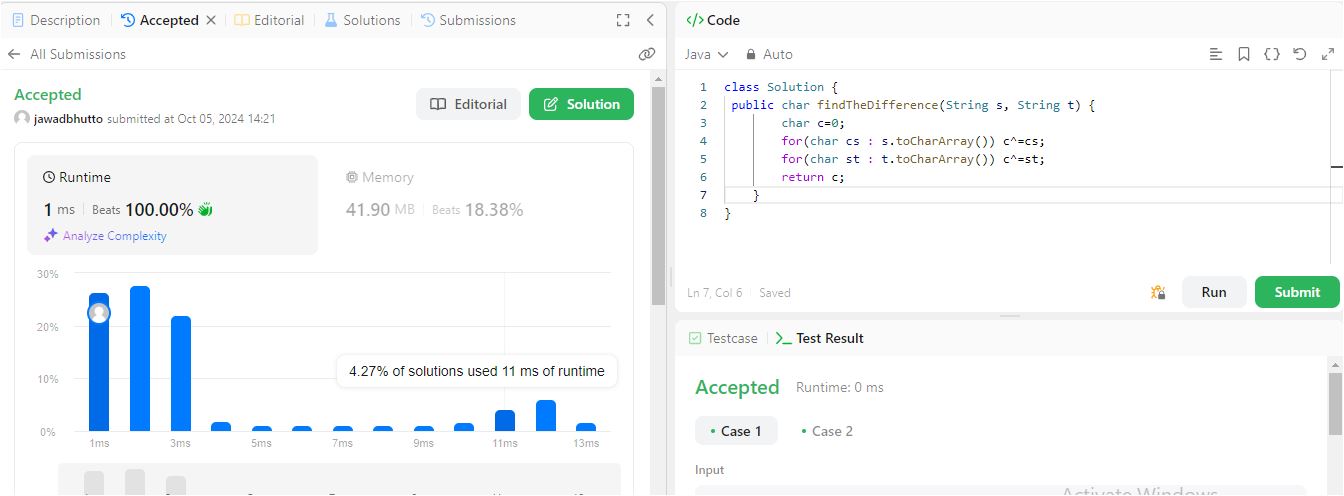 Description
Accepted
Editorial
Solutions
Submissions
All Submissions
Accepted
jawadbhutto submitted at Oct 05, 2024 14:21
Editorial
Solution
Runtime
1 ms Beats 100.00%
Analyze Complexity
Memory
41.90 MB Beats 18.38%
30%
20%
10%
0%
4.27% of solutions used 11 ms of runtime
1ms 3ms 5ms 7ms 9ms 11ms 13ms
</> Code
Java
Auto
1 class Solution {
2 public char findTheDifference(String s, String t) {
3 char c=0;
4 for(char cs : s.toCharArray()) c^=cs;
5 for(char st : t.toCharArray()) c^=st;
6 return c;
7 }
8 }
Ln 7, Col 6 Saved
Run
Submit
Testcase
Test Result
Accepted Runtime: 0 ms
Case 1
Case 2
Input
Activate Windows